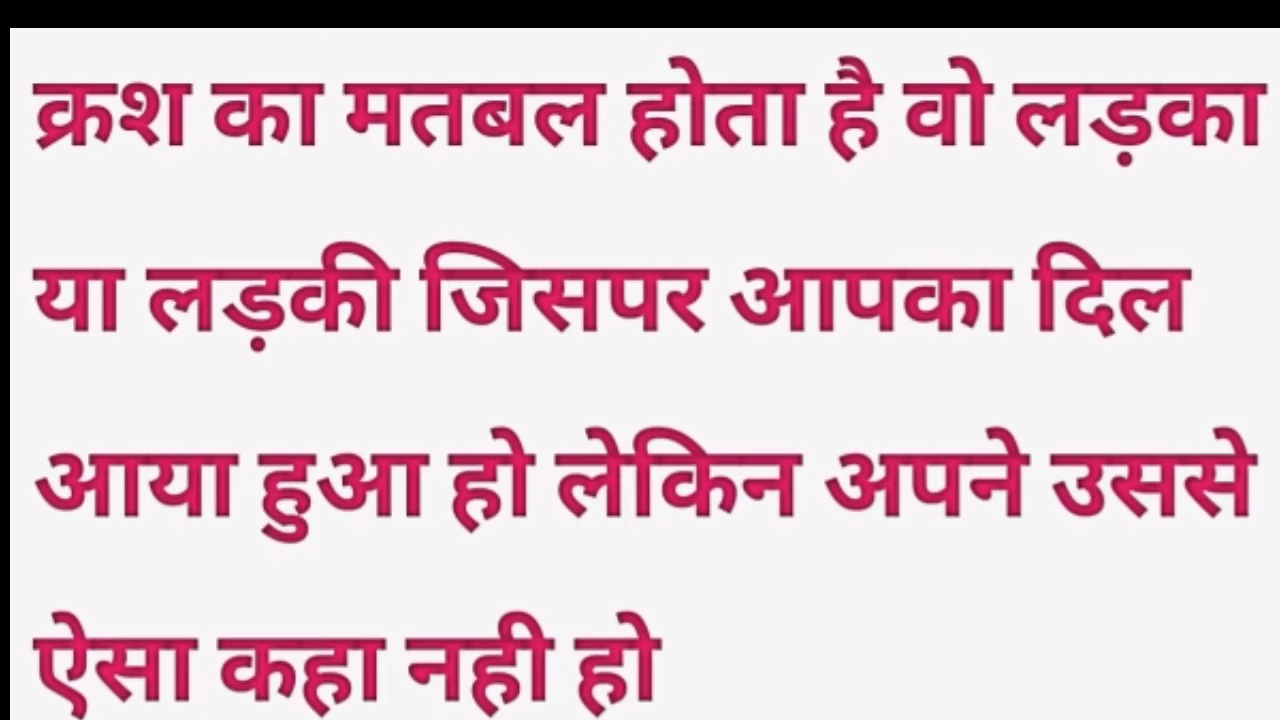 क्रश का मतबल होता है वो लड़का
या लड़की जिसपर आपका दिल
आया हुआ हो लेकिन अपने उससे
ऐसा कहा नही हो